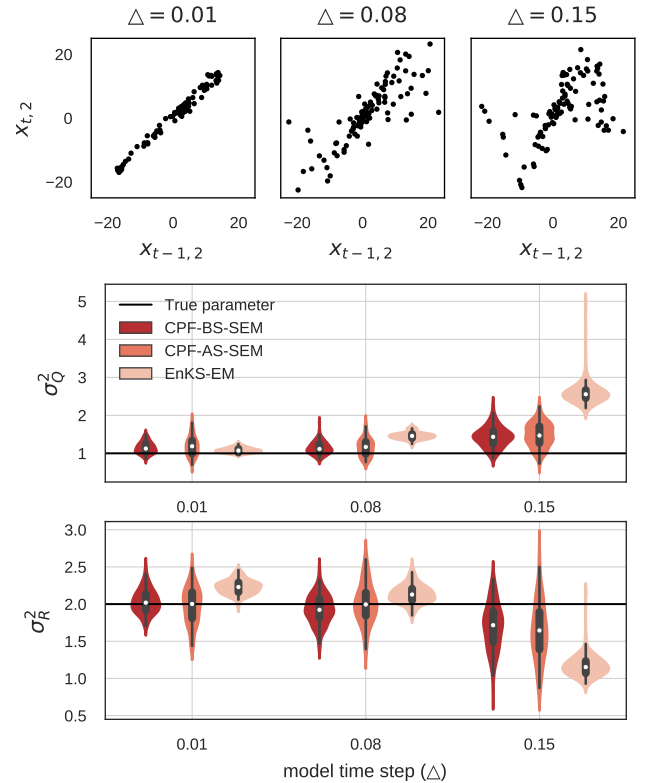 △ = 0.01 △ = 0.08 △ = 0.15
20
0
−20
x_{t, 2}
−20 0 20 −20 0 20 −20 0 20
x_{t−1, 2} x_{t−1, 2} x_{t−1, 2}
5
4
3
2
1
σ_Q^2
True parameter
CPF-BS-SEM
CPF-AS-SEM
EnKS-EM
0.01 0.08 0.15
3.0
2.5
2.0
1.5
1.0
0.5
σ_R^2
0.01 0.08 0.15
model time step (△)